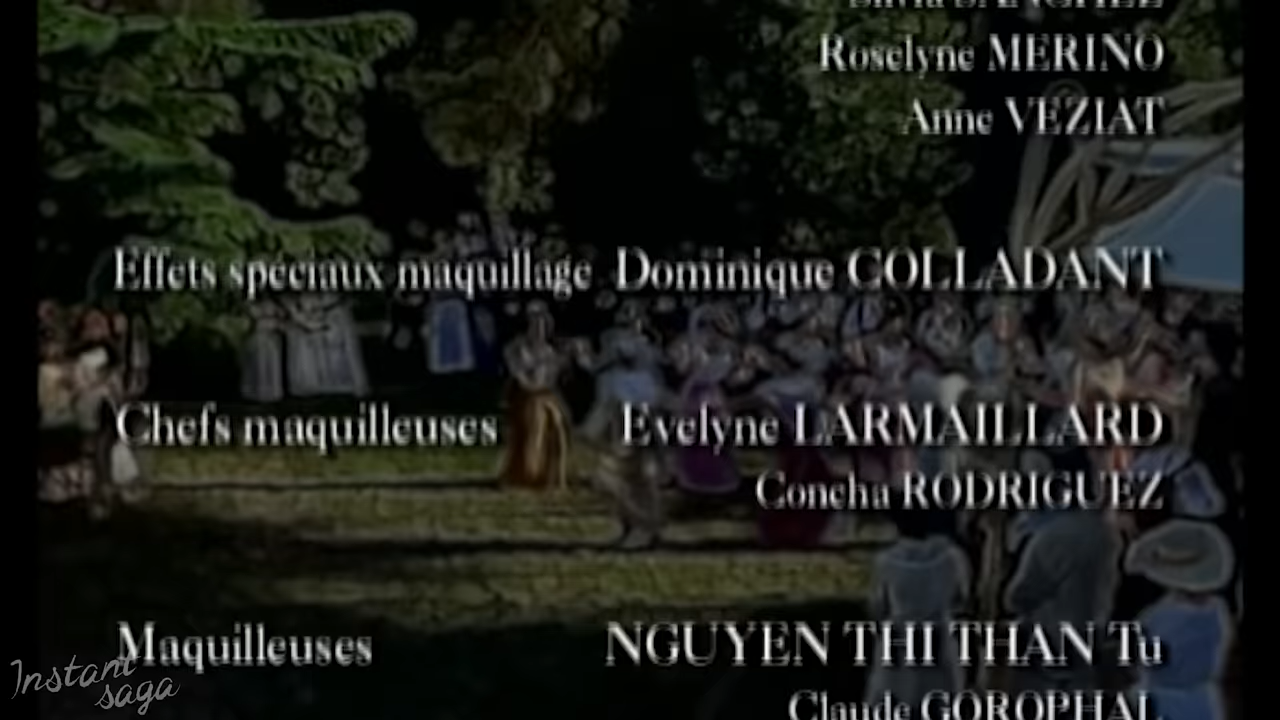 Roselyne MERINO
Anne VEZIAT
Effets spéciaux maquillage Dominique COLLADANT
Chefs maquilleuses Evelyne LARMAILLARD
Concha RODRIGUEZ
Maquilleuses NGUYEN THI THAN Tu
Claude
Instant
saga